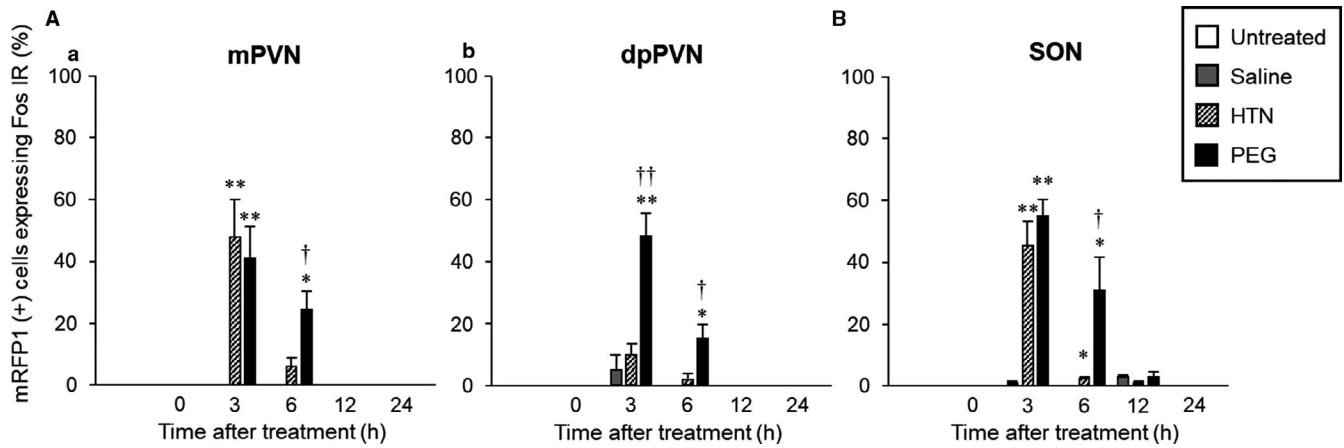 A
B
a
mPVN
b
dpPVN
SON
Untreated
Saline
HTN
PEG
mRFP1 (+) cells expressing Fos IR (%)
100
80
60
40
20
0
**
**
†
*
0 3 6 12 24
Time after treatment (h)
100
80
60
40
20
0
††
**
†
*
0 3 6 12 24
Time after treatment (h)
100
80
60
40
20
0
**
**
*
†
*
0 3 6 12 24
Time after treatment (h)